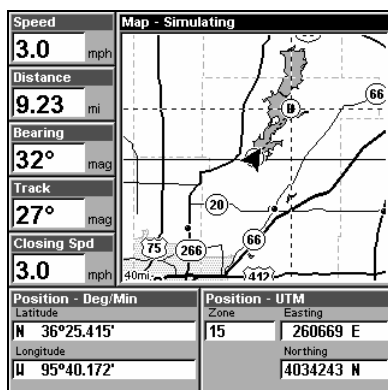 Speed
3.0 mph
Distance
9.23 mi
Bearing
32° mag
Track
27° mag
Closing Spd
3.0 mph
Map - Simulating
66
20
75
266
66
412
40mi
Position - Deg/Min
Latitude
N 36°25.415'
Longitude
W 95°40.172'
Position - UTM
Zone
Easting
15
260669 E
Northing
4034243 N